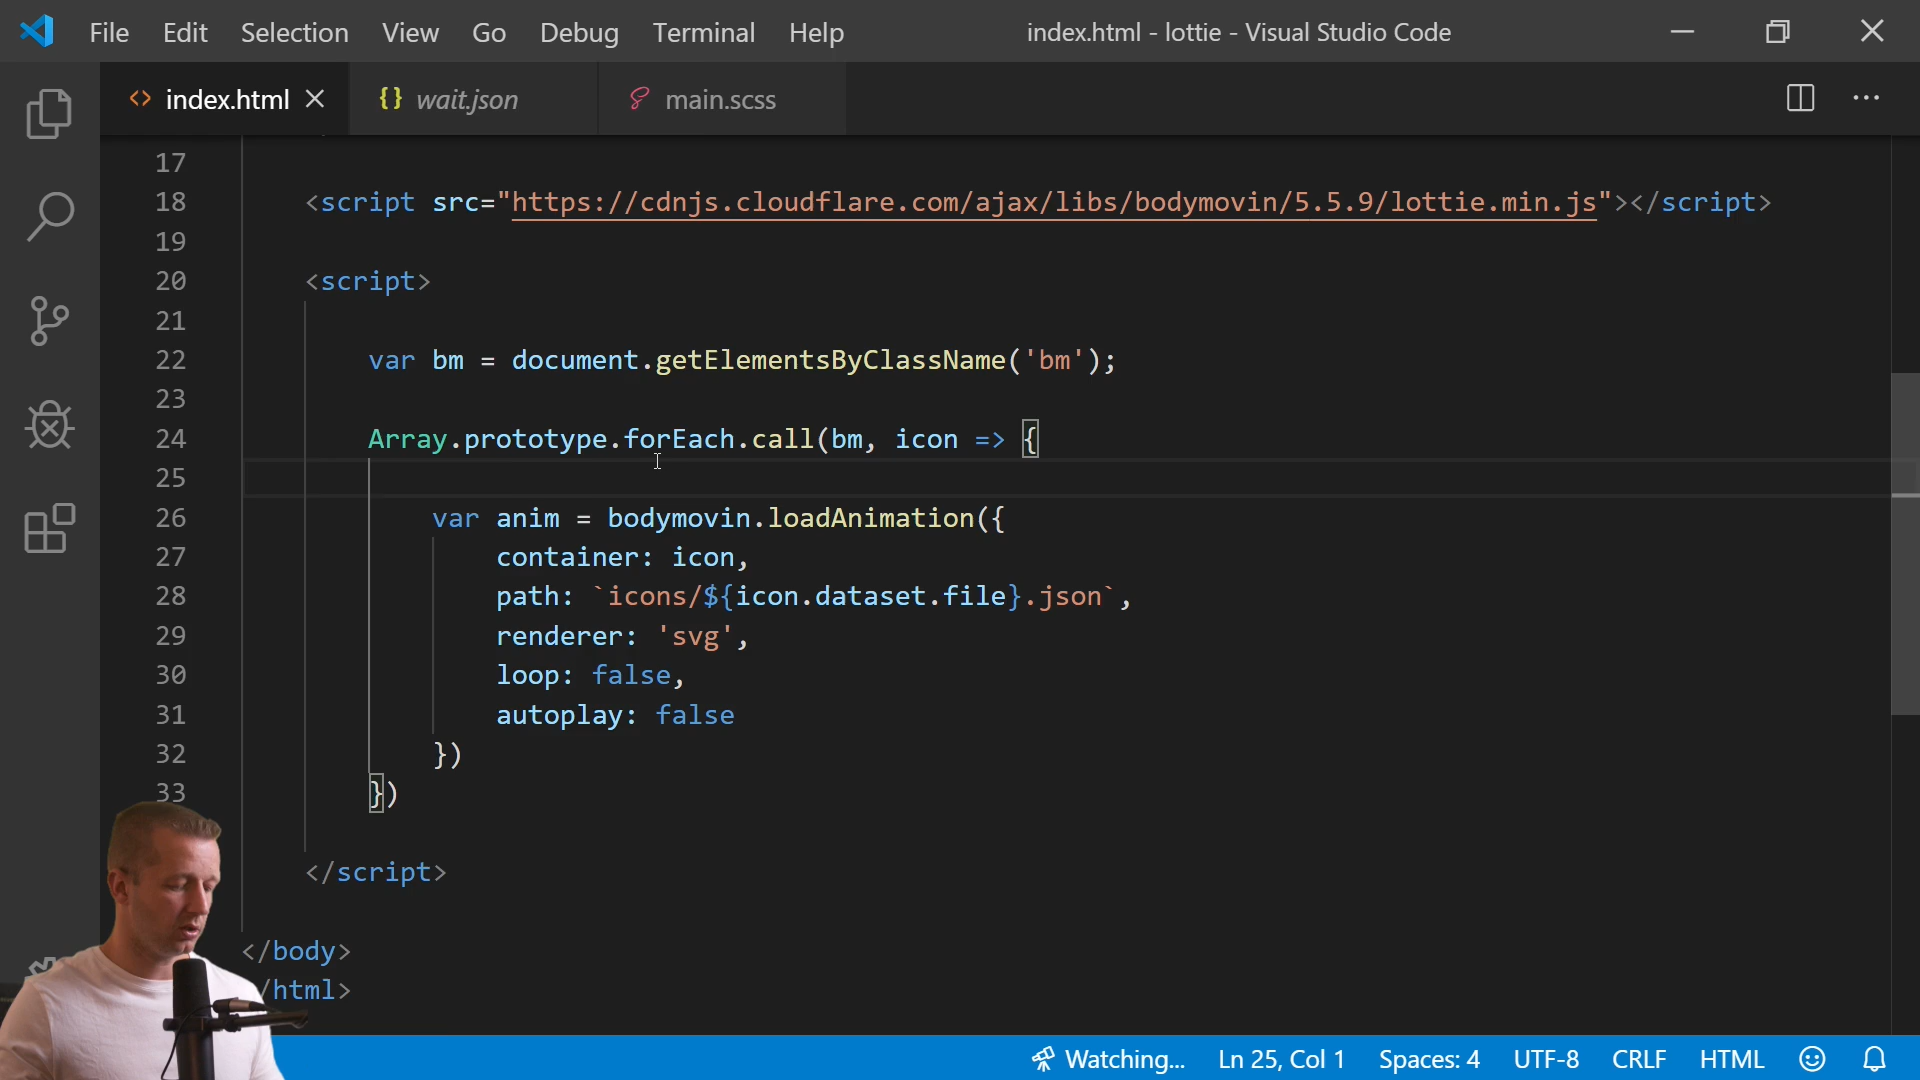 File Edit Selection View Go Debug Terminal Help index.html - lottie - Visual Studio Code
index.html wait.json main.scss
17
18 <script src="https://cdnjs.cloudflare.com/ajax/libs/bodymovin/5.5.9/lottie.min.js"></script>
19
20 <script>
21
22 var bm = document.getElementsByClassName('bm');
23
24 Array.prototype.forEach.call(bm, icon => {
25
26 var anim = bodymovin.loadAnimation({
27 container: icon,
28 path: `icons/${icon.dataset.file}.json`,
29 renderer: 'svg',
30 loop: false,
31 autoplay: false
32 })
33 })
</script>
</body>
/html>
Watching... Ln 25, Col 1 Spaces: 4 UTF-8 CRLF HTML